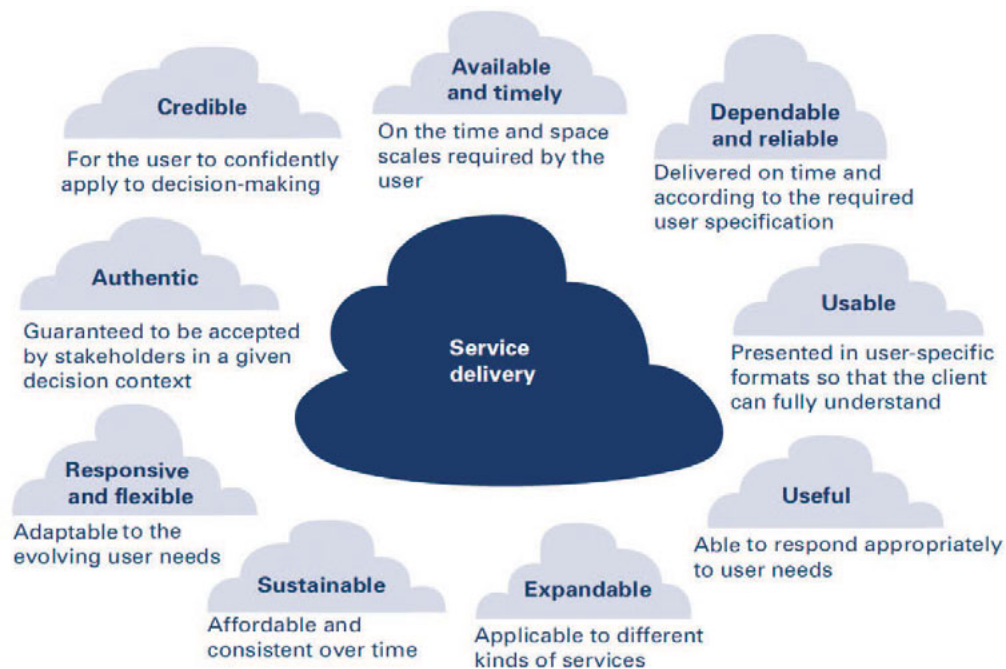 Credible
For the user to confidently
apply to decision-making
Available
and timely
On the time and space
scales required by the
user
Dependable
and reliable
Delivered on time and
according to the required
user specification
Authentic
Guaranteed to be accepted
by stakeholders in a given
decision context
Service
delivery
Usable
Presented in user-specific
formats so that the client
can fully understand
Responsive
and flexible
Adaptable to the
evolving user needs
Sustainable
Affordable and
consistent over time
Expandable
Applicable to different
kinds of services
Useful
Able to respond appropriately
to user needs